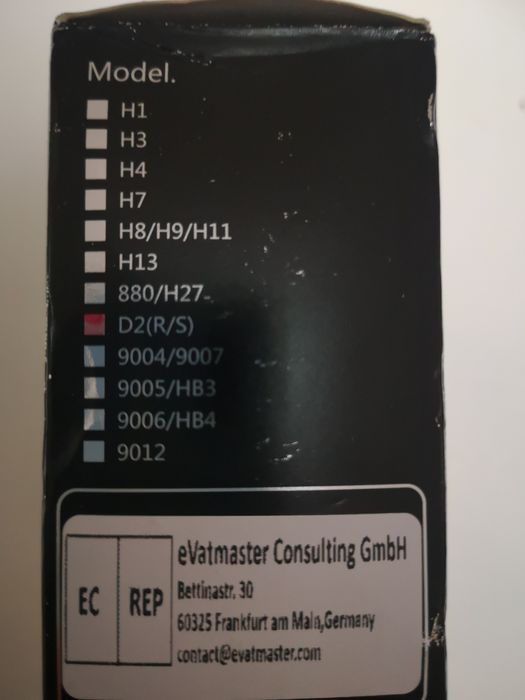 Model.
H1
H3
H4
H7
H8/H9/H11
H13
880/H27
D2(R/S)
9004/9007
9005/HB3
9006/HB4
9012
EC REP
eVatmaster Consulting GmbH
Bettinastr. 30
60325 Frankfurt am Main,Germany
contact@evatmaster.com